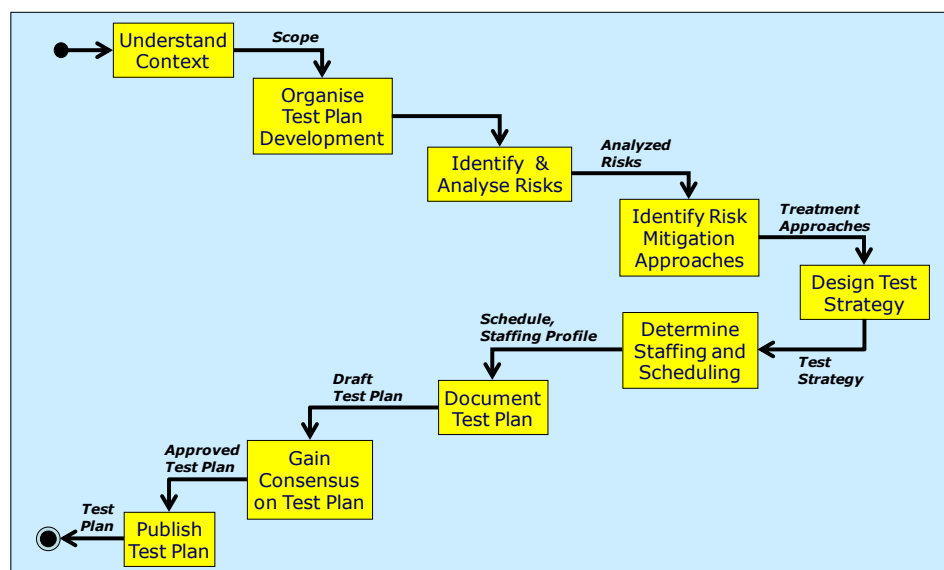 Understand
Context
Scope
Organise
Test Plan
Development
Identify &
Analyse Risks
Analyzed
Risks
Identify Risk
Mitigation
Approaches
Treatment
Approaches
Design Test
Strategy
Test
Strategy
Determine
Staffing and
Scheduling
Schedule,
Staffing Profile
Document
Test Plan
Draft
Test Plan
Gain
Consensus
on Test Plan
Approved
Test Plan
Publish
Test Plan
Test
Plan